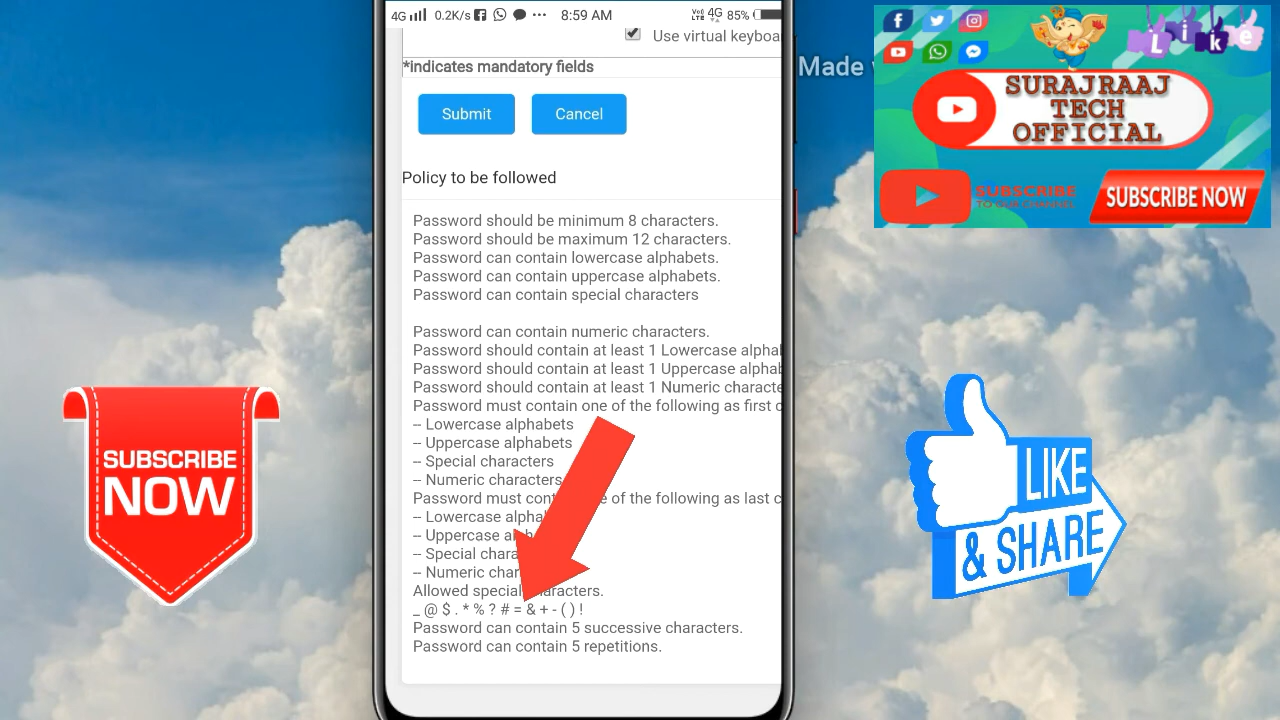 4G 0.2K/s 8:59 AM 4G 85%
Use virtual keyboa
*indicates mandatory fields
Submit Cancel
Policy to be followed
Password should be minimum 8 characters.
Password should be maximum 12 characters.
Password can contain lowercase alphabets.
Password can contain uppercase alphabets.
Password can contain special characters
Password can contain numeric characters.
Password should contain at least 1 Lowercase alphal
Password should contain at least 1 Uppercase alphab
Password should contain at least 1 Numeric characte
Password must contain one of the following as first c
-- Lowercase alphabets
-- Uppercase alphabets
-- Special characters
-- Numeric characters
Password must cont e of the following as last c
-- Lowercase alphal
-- Uppercase alph
-- Special chara
-- Numeric char
Allowed special aracters.
_ @ $ . * % ? # = & + - ( ) !
Password can contain 5 successive characters.
Password can contain 5 repetitions.
Made
Like
SURAJRAAJ
TECH
OFFICIAL
SUBSCRIBE
TO OUR CHANNEL
SUBSCRIBE NOW
SUBSCRIBE
NOW
LIKE
& SHARE